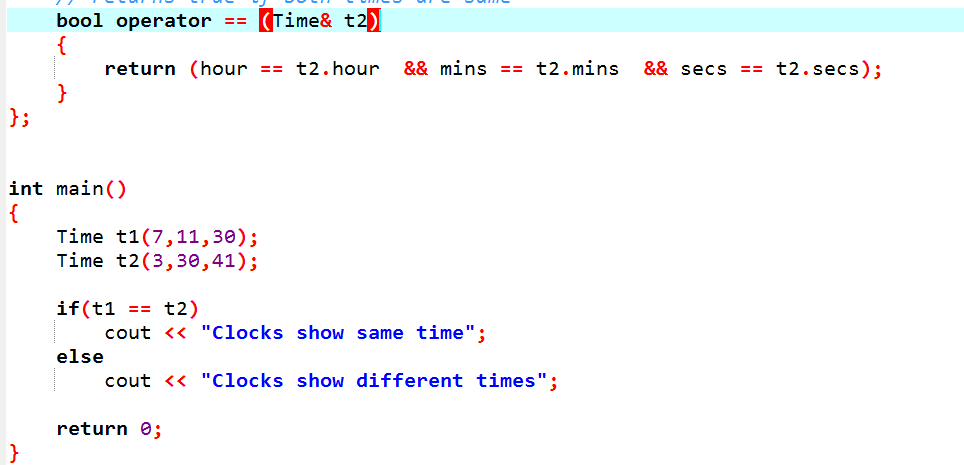 // returns true if both times are same
bool operator == (Time& t2)
{
return (hour == t2.hour && mins == t2.mins && secs == t2.secs);
}
};
int main()
{
Time t1(7,11,30);
Time t2(3,30,41);
if(t1 == t2)
cout << "Clocks show same time";
else
cout << "Clocks show different times";
return 0;
}